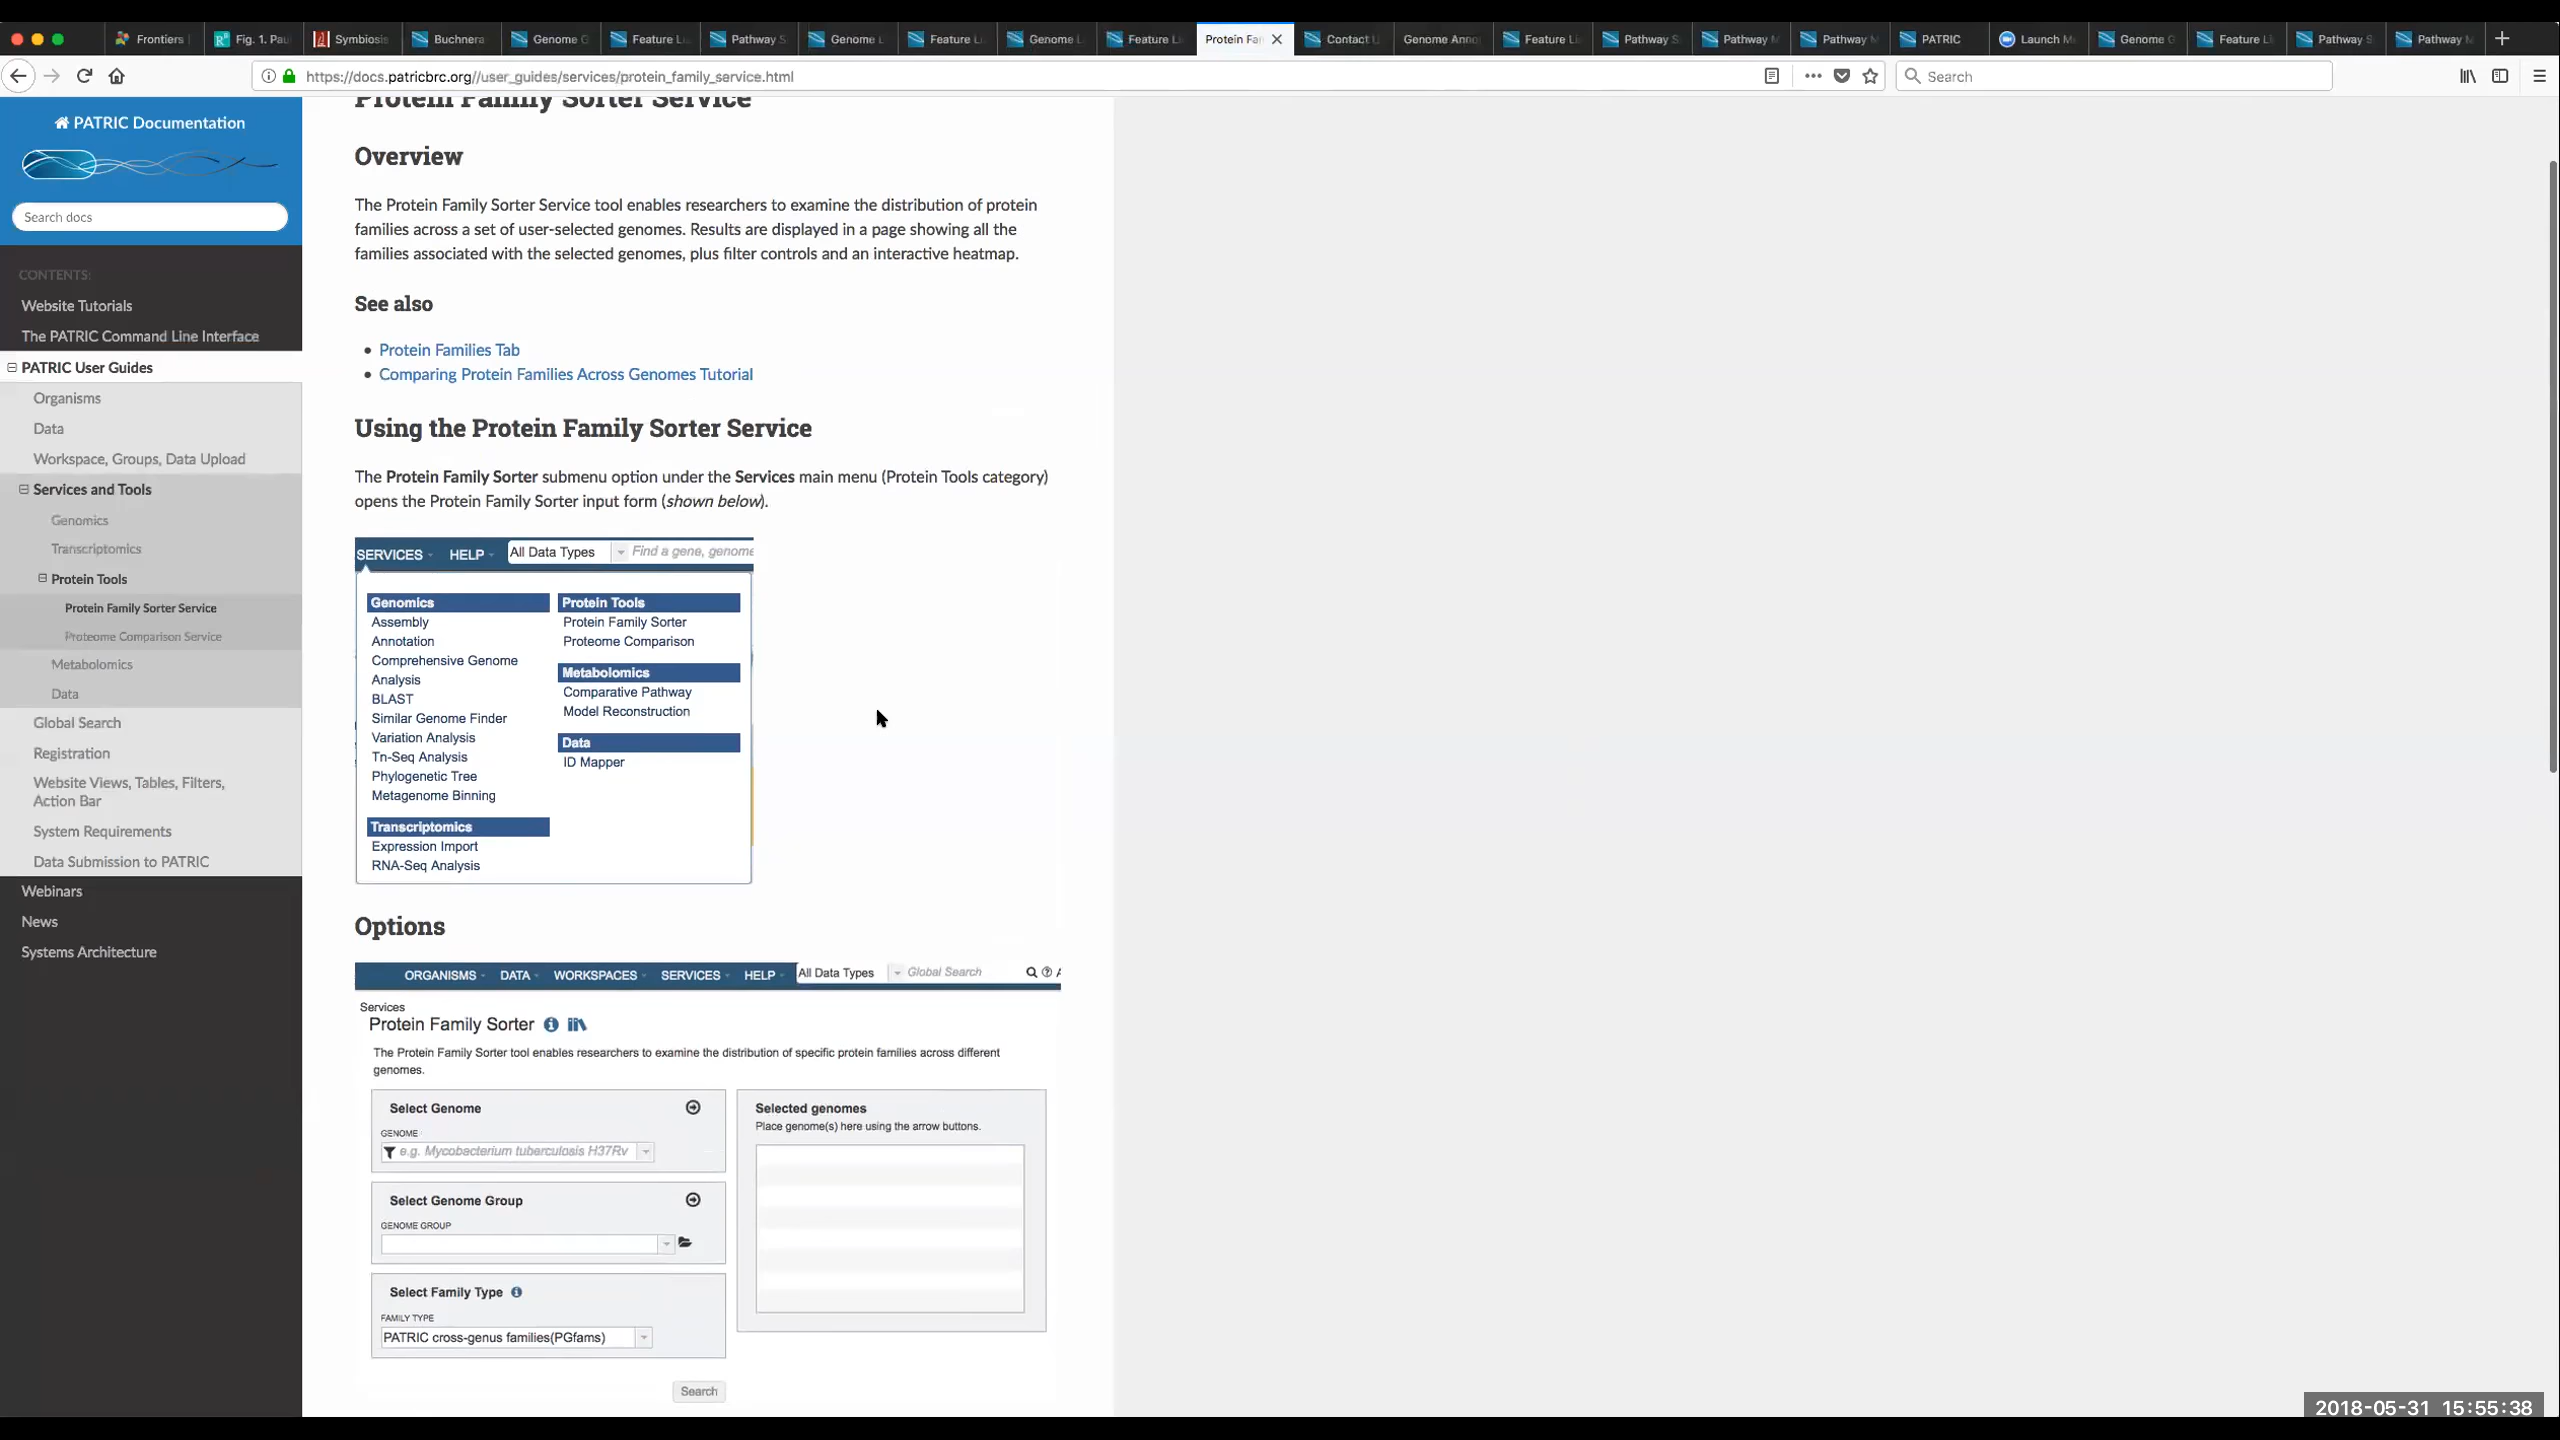 Frontiers
Fig. 1. Pau
Symbiosis
Buchnera
Genome G
Feature Li
Pathway S
Genome L
Feature Li
Genome L
Feature Li
Protein Fa
Contact U
Genome Anno
Feature Li
Pathway S
Pathway M
Pathway M
PATRIC
Launch M
Genome G
Feature Li
Pathway S
Pathway M
https://docs.patricbrc.org//user_guides/services/protein_family_service.html
Search
PATRIC Documentation
Search docs
CONTENTS:
Website Tutorials
The PATRIC Command Line Interface
PATRIC User Guides
Organisms
Data
Workspace, Groups, Data Upload
Services and Tools
Genomics
Transcriptomics
Protein Tools
Protein Family Sorter Service
Proteome Comparison Service
Metabolomics
Data
Global Search
Registration
Website Views, Tables, Filters,
Action Bar
System Requirements
Data Submission to PATRIC
Webinars
News
Systems Architecture
Protein Family Sorter Service
Overview
The Protein Family Sorter Service tool enables researchers to examine the distribution of protein
families across a set of user-selected genomes. Results are displayed in a page showing all the
families associated with the selected genomes, plus filter controls and an interactive heatmap.
See also
• Protein Families Tab
• Comparing Protein Families Across Genomes Tutorial
Using the Protein Family Sorter Service
The Protein Family Sorter submenu option under the Services main menu (Protein Tools category)
opens the Protein Family Sorter input form (shown below).
SERVICES HELP All Data Types Find a gene, genome
Genomics
Assembly
Annotation
Comprehensive Genome
Analysis
BLAST
Similar Genome Finder
Variation Analysis
Tn-Seq Analysis
Phylogenetic Tree
Metagenome Binning
Transcriptomics
Expression Import
RNA-Seq Analysis
Protein Tools
Protein Family Sorter
Proteome Comparison
Metabolomics
Comparative Pathway
Model Reconstruction
Data
ID Mapper
Options
ORGANISMS DATA WORKSPACES SERVICES HELP All Data Types Global Search
Services
Protein Family Sorter
The Protein Family Sorter tool enables researchers to examine the distribution of specific protein families across different
genomes.
Select Genome
GENOME
e.g. Mycobacterium tuberculosis H37Rv
Select Genome Group
GENOME GROUP
Select Family Type
FAMILY TYPE
PATRIC cross-genus families(PGfams)
Selected genomes
Place genome(s) here using the arrow buttons.
Search
2018-05-31 15:55:38